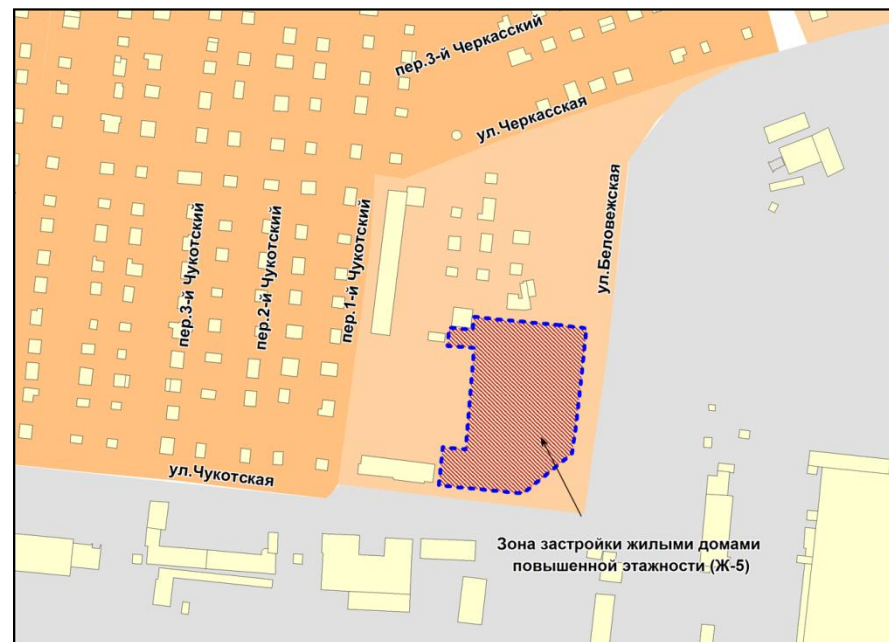 пер.3-й Черкасский
ул.Черкасская
ул.Беловежская
пер.3-й Чукотский
пер.2-й Чукотский
пер.1-й Чукотский
ул.Чукотская
Зона застройки жилыми домами
повышенной этажности (Ж-5)